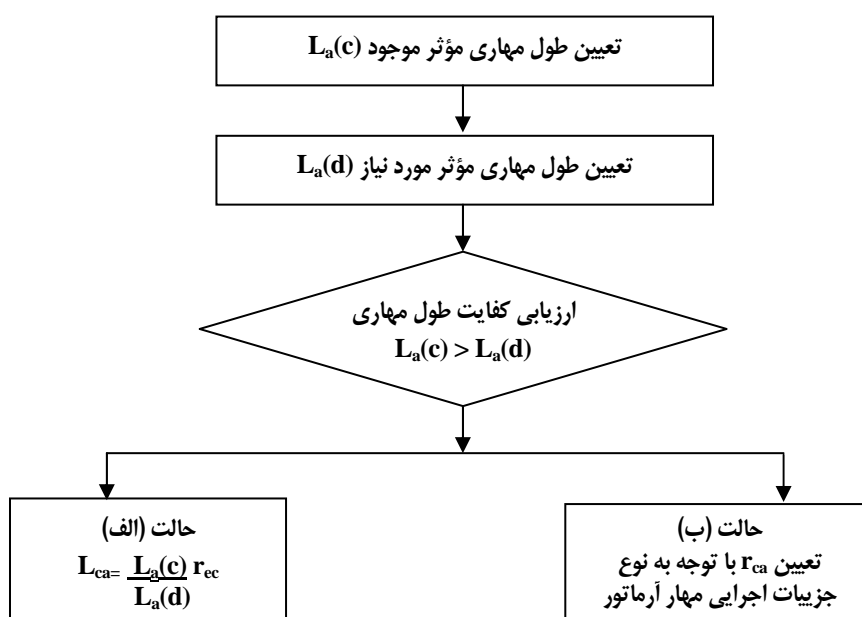 تعیین طول مهاری مؤثر موجود La(c)
تعیین طول مهاری مؤثر مورد نیاز La(d)
ارزیابی کفایت طول مهاری
La(c) > La(d)
حالت (ب)
تعیین rca با توجه به نوع
جزییات اجرایی مهار آرماتور
حالت (الف)
Lca= La(c) rec
La(d)